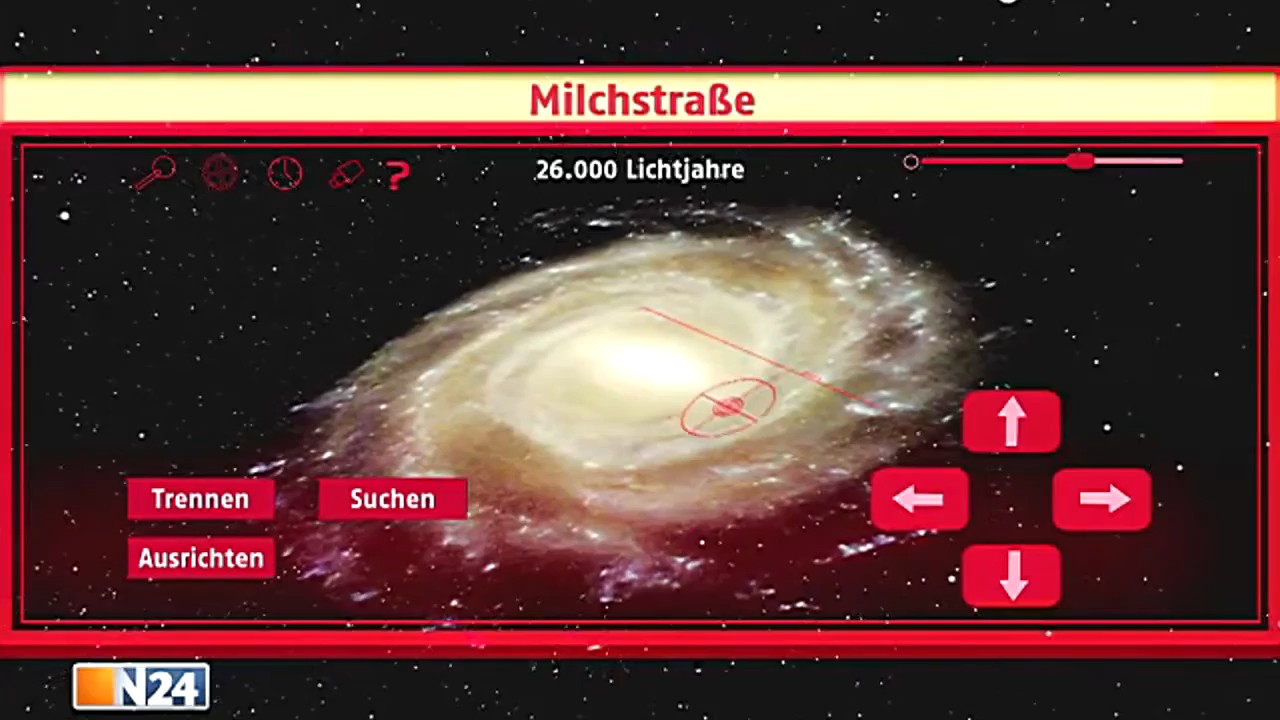 Milchstraße
?
26.000 Lichtjahre
Trennen
Suchen
Ausrichten
N24